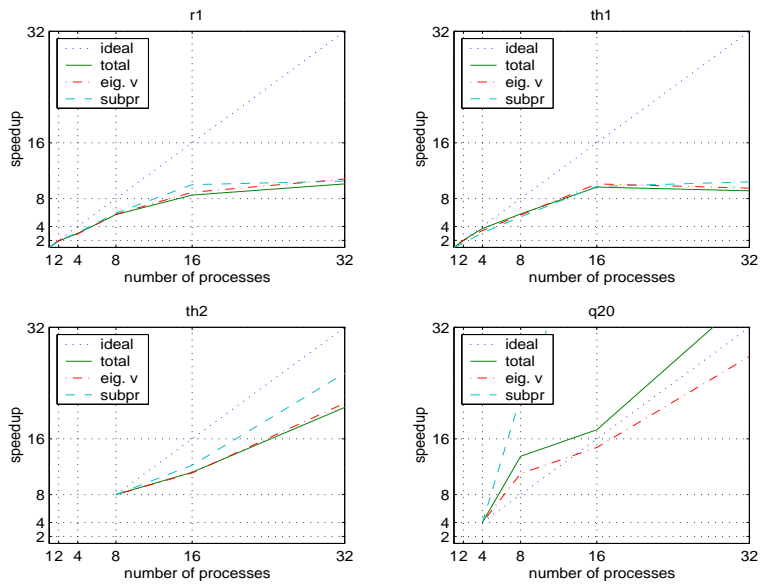 r1
32
16
8
4
2
speedup
ideal
total
eig. v
subpr
1 2 4 8 16 32
number of processes
th1
32
16
8
4
2
speedup
ideal
total
eig. v
subpr
1 2 4 8 16 32
number of processes
th2
32
16
8
4
2
speedup
ideal
total
eig. v
subpr
1 2 4 8 16 32
number of processes
q20
32
16
8
4
2
speedup
ideal
total
eig. v
subpr
1 2 4 8 16 32
number of processes